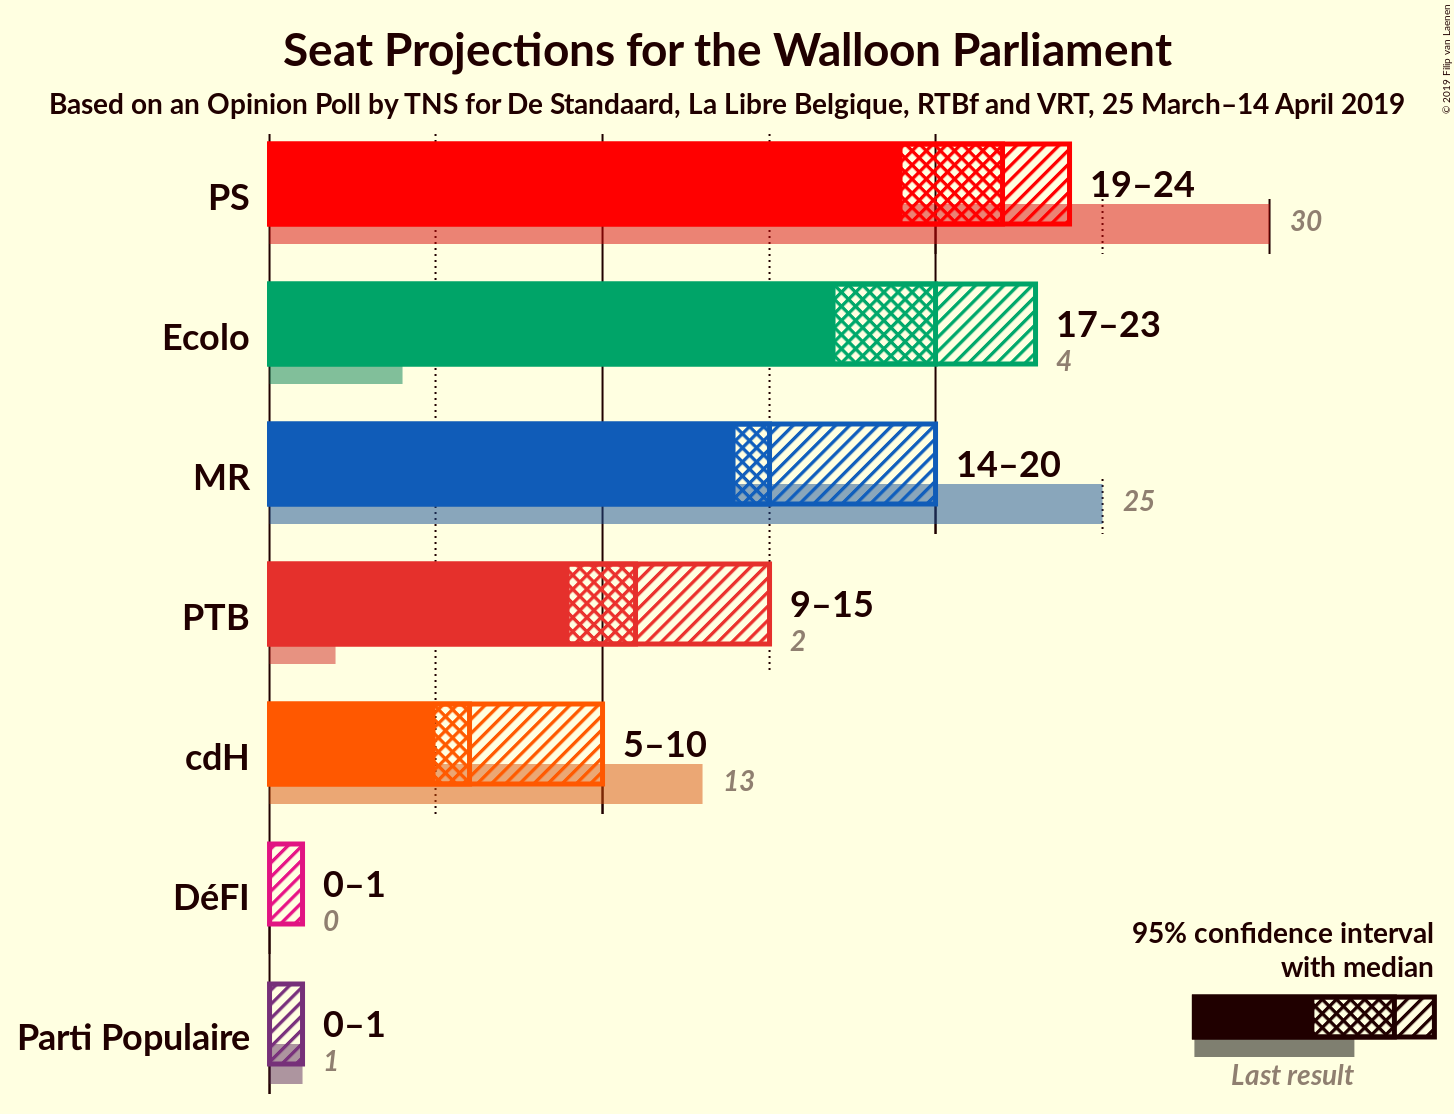 Seat Projections for the Walloon Parliament
Based on an Opinion Poll by TNS for De Standaard, La Libre Belgique, RTBf and VRT, 25 March–14 April 2019
© 2019 Filip van Laenen
PS
19–24
30
Ecolo
17–23
4
MR
14–20
25
PTB
9–15
2
cdH
5–10
13
DéFI
0–1
0
Parti Populaire
0–1
1
95% confidence interval
with median
Last result